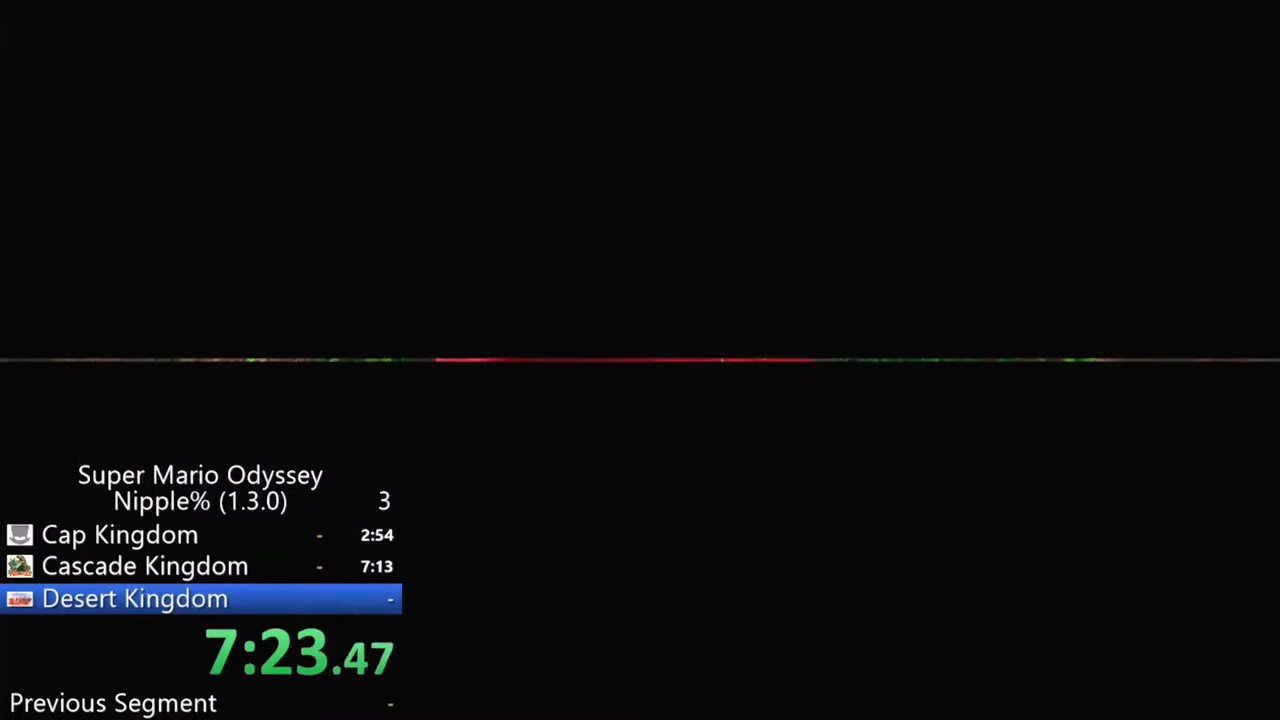 Super Mario Odyssey
Nipple% (1.3.0) 3
Cap Kingdom - 2:54
Cascade Kingdom - 7:13
Desert Kingdom -
7:23.47
Previous Segment -